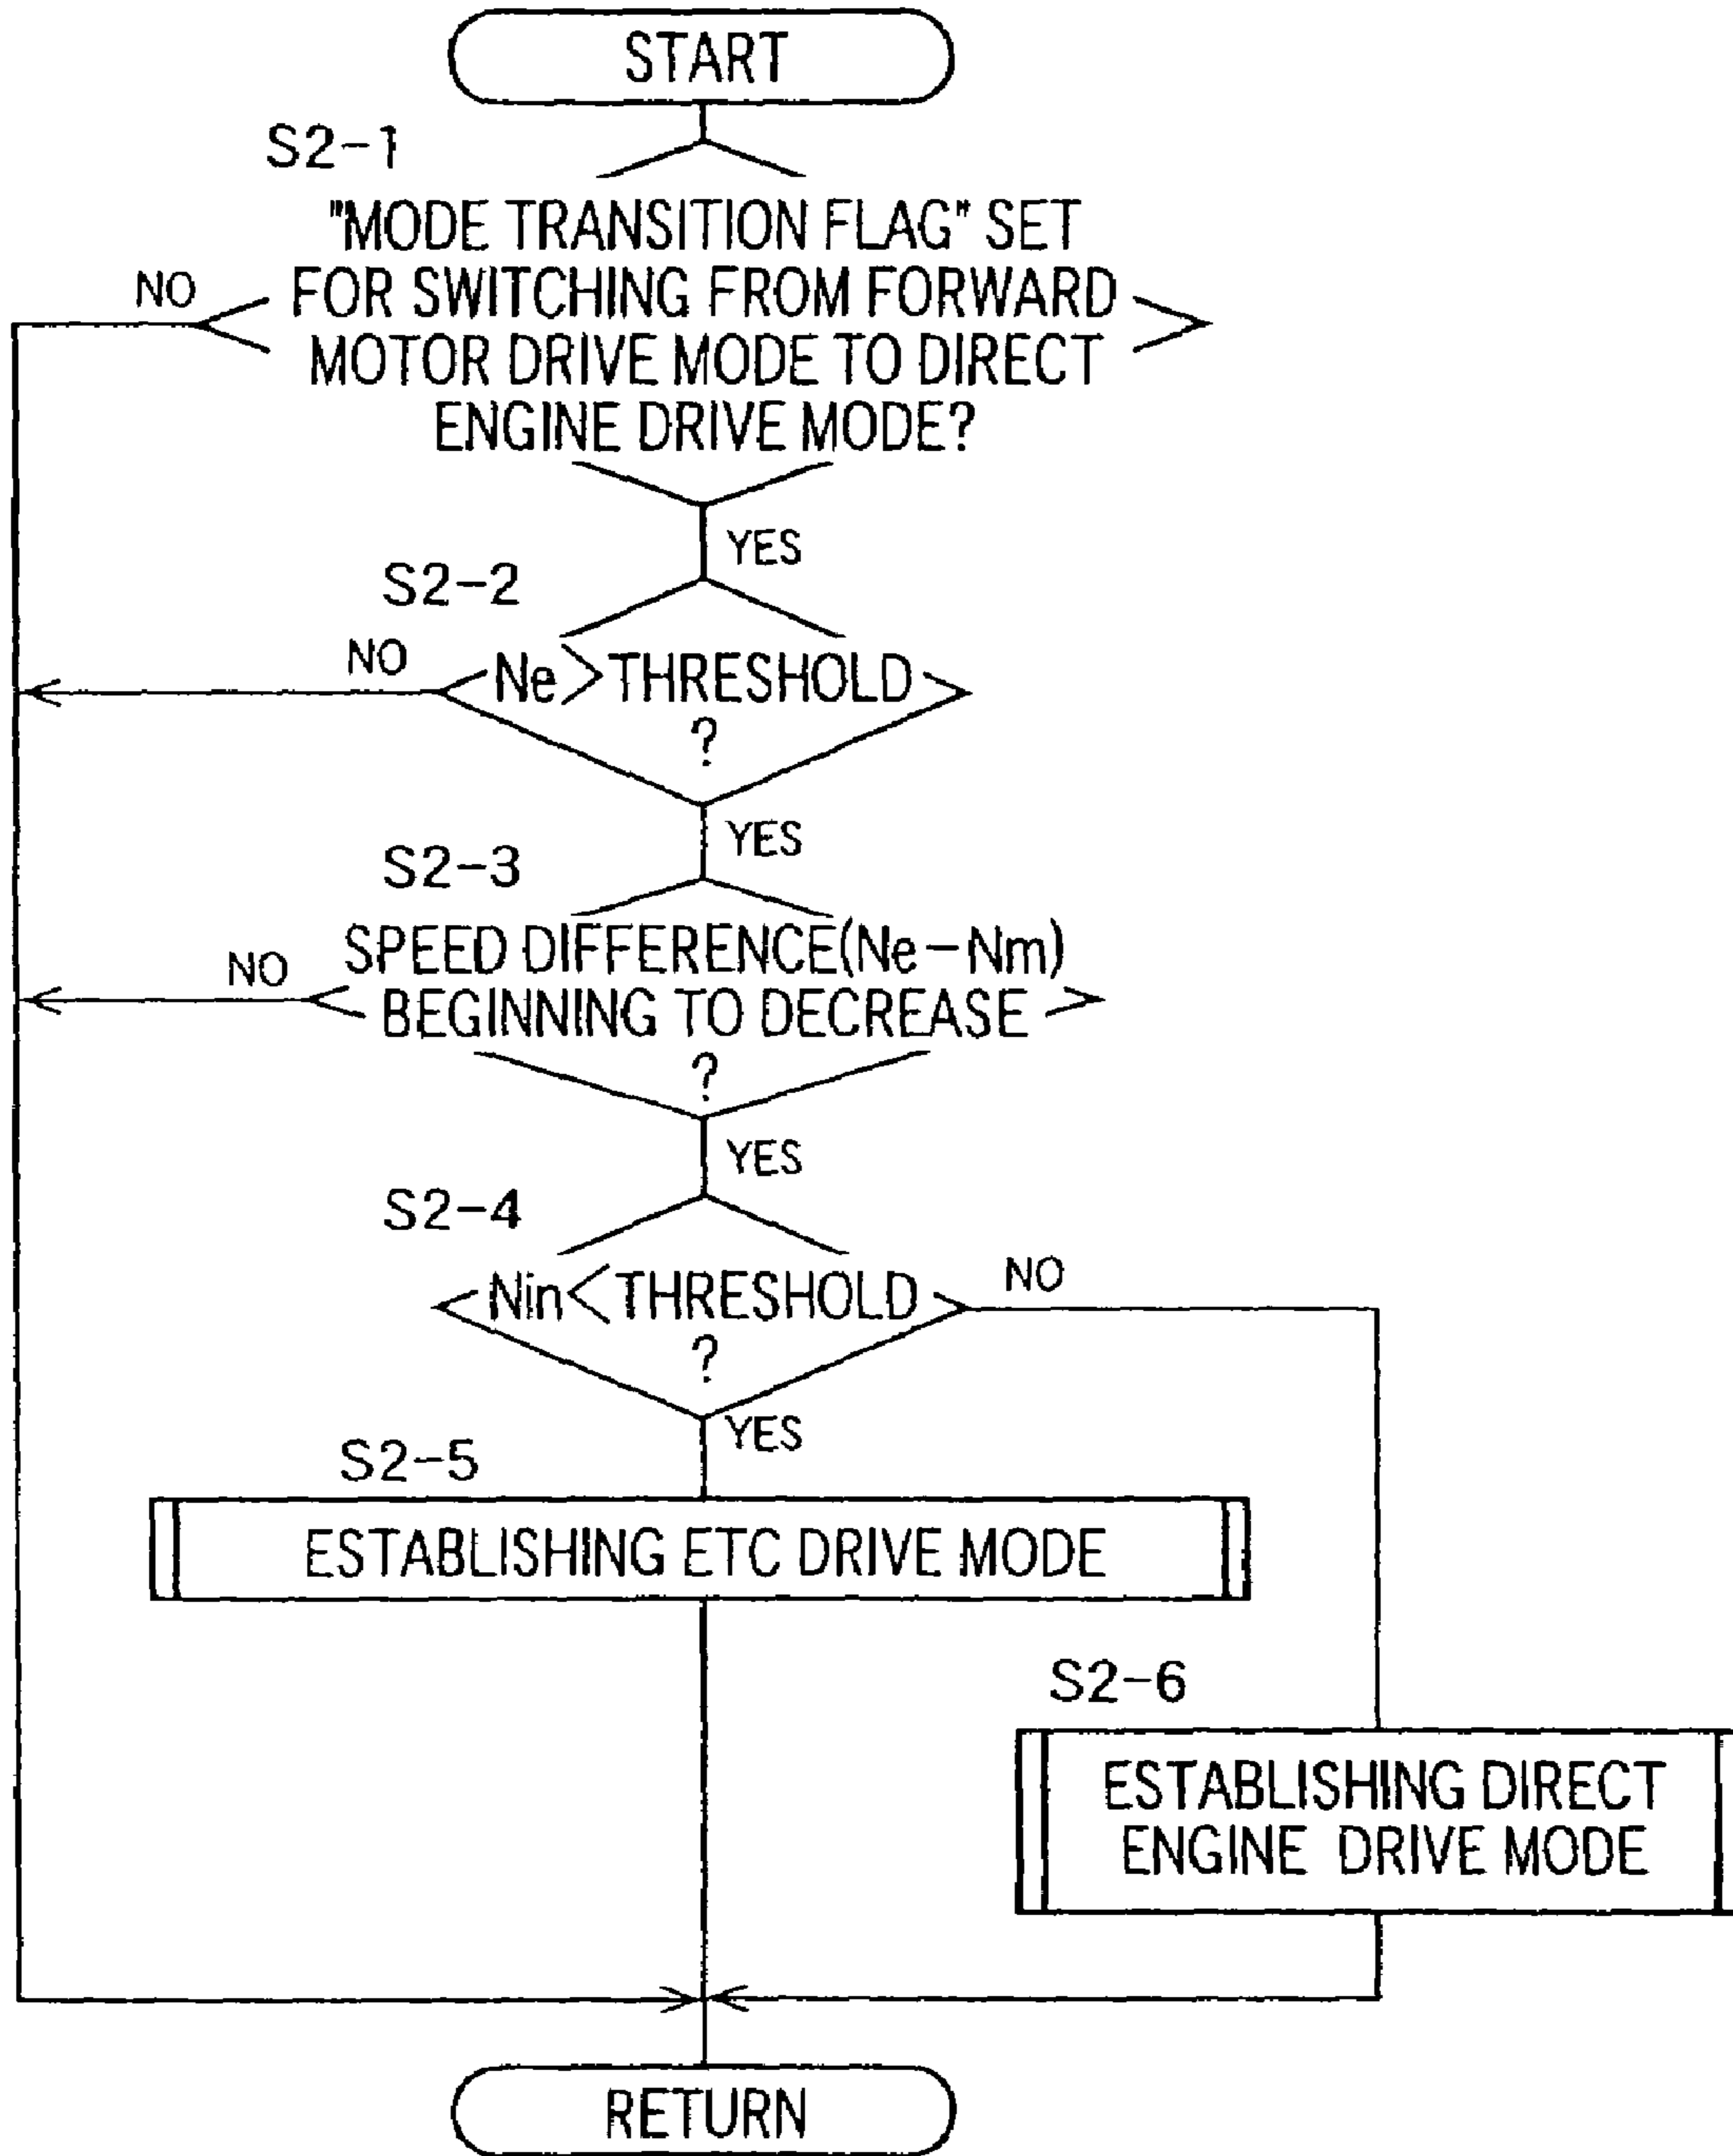 START
S2-1
"MODE TRANSITION FLAG" SET
FOR SWITCHING FROM FORWARD
MOTOR DRIVE MODE TO DIRECT
ENGINE DRIVE MODE?
NO
YES
S2-2
Ne>THRESHOLD
?
NO
YES
S2-3
SPEED DIFFERENCE(Ne-Nm)
BEGINNING TO DECREASE
?
NO
YES
S2-4
Nin<THRESHOLD
?
NO
YES
S2-5
ESTABLISHING ETC DRIVE MODE
S2-6
ESTABLISHING DIRECT
ENGINE DRIVE MODE
RETURN